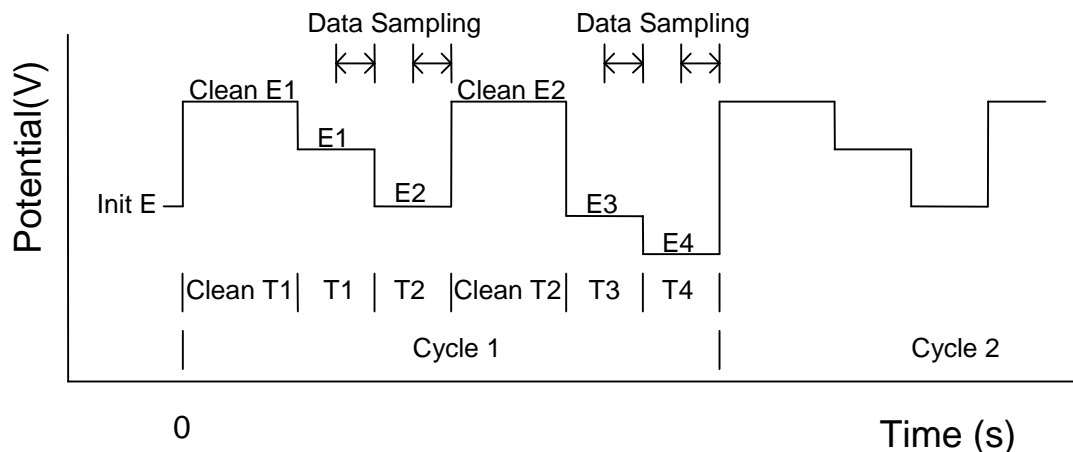 Data Sampling Data Sampling
Potential(V)
Clean E1 Clean E2
E1
Init E E2 E3
E4
Clean T1 T1 T2 Clean T2 T3 T4
Cycle 1 Cycle 2
0
Time (s)